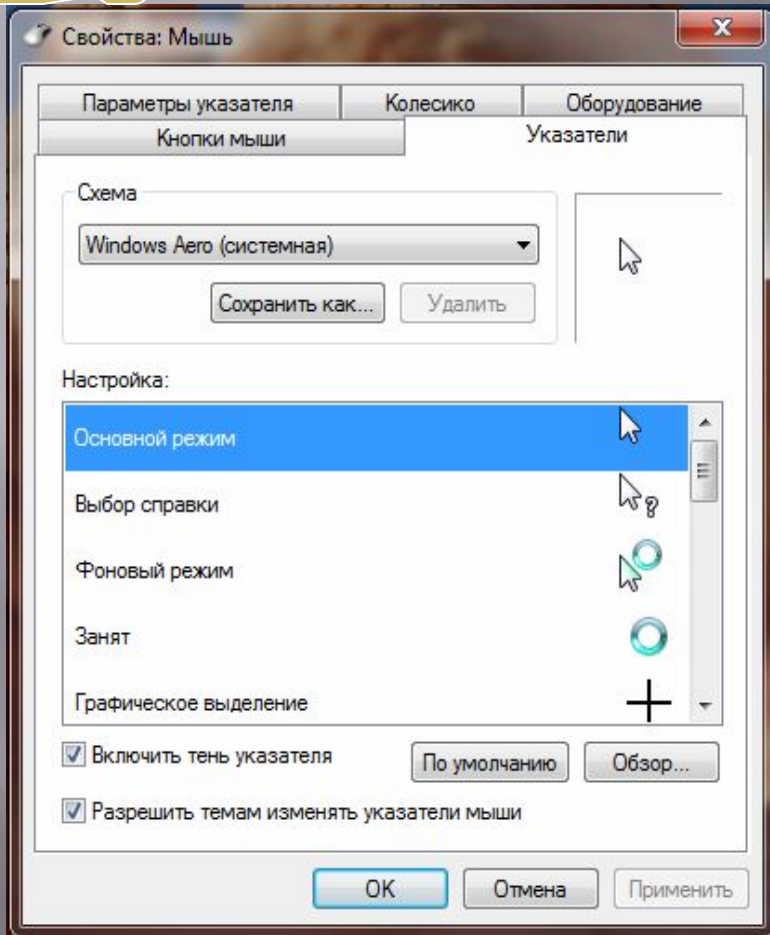 Свойства: Мышь
Параметры указателя
Колесико
Оборудование
Кнопки мыши
Указатели
Схема
Windows Aero (системная)
Сохранить как...
Удалить
Настройка:
Основной режим
Выбор справки
Фоновый режим
Занят
Графическое выделение
Включить тень указателя
По умолчанию
Обзор...
Разрешить темам изменять указатели мыши
OK
Отмена
Применить